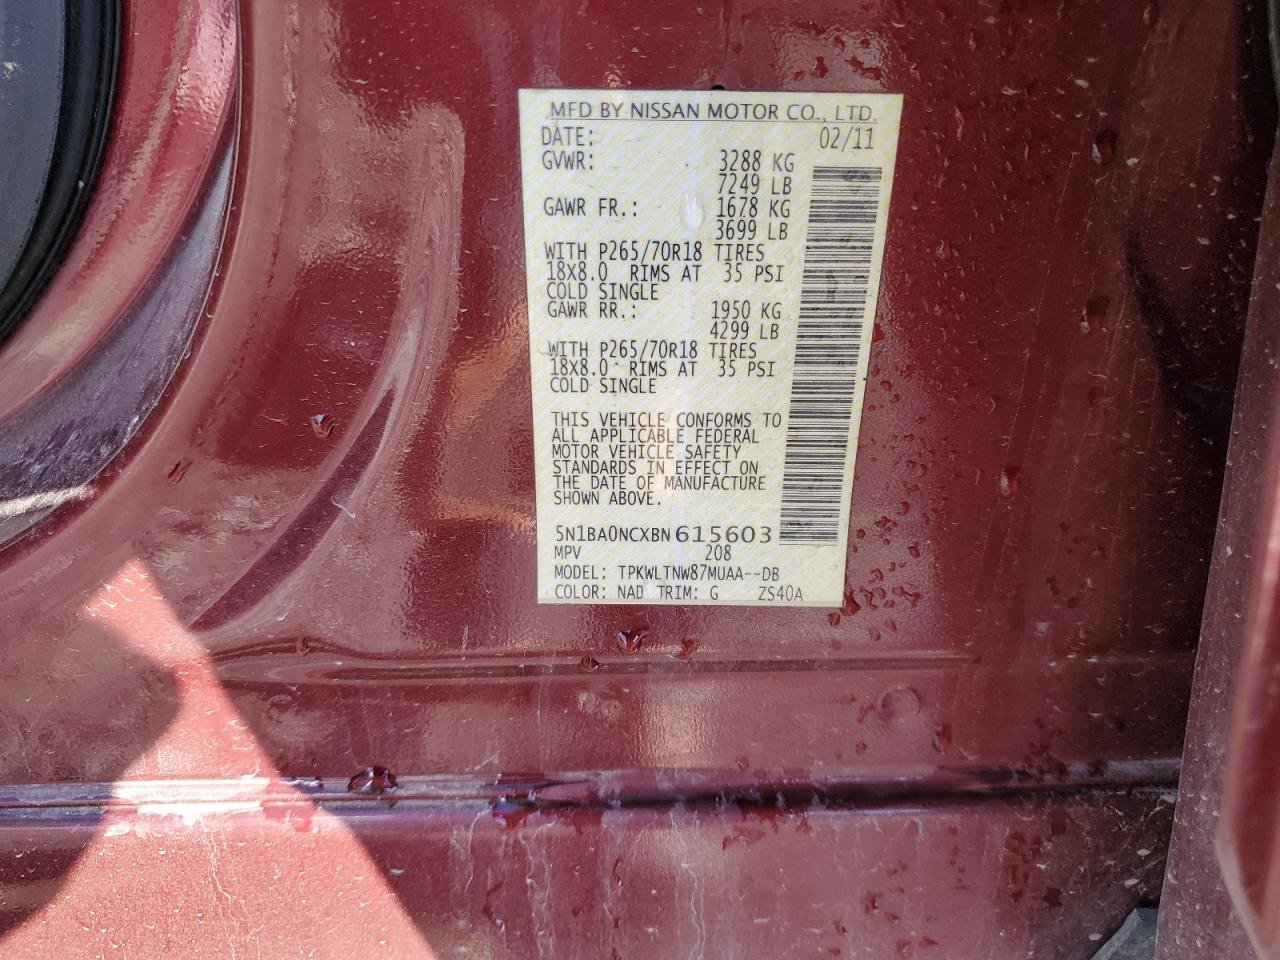 MFD BY NISSAN MOTOR CO., LTD.
DATE: 02/11
GVWR: 3288 KG
7249 LB
GAWR FR.: 1678 KG
3699 LB
WITH P265/70R18 TIRES
18X8.0 RIMS AT 35 PSI
COLD SINGLE
GAWR RR.: 1950 KG
4299 LB
WITH P265/70R18 TIRES
18X8.0 RIMS AT 35 PSI
COLD SINGLE
THIS VEHICLE CONFORMS TO
ALL APPLICABLE FEDERAL
MOTOR VEHICLE SAFETY
STANDARDS IN EFFECT ON
THE DATE OF MANUFACTURE
SHOWN ABOVE.
5N1BA0NCXBN615603
MPV 208
MODEL: TPKWLTNW87MUAA--DB
COLOR: NAD TRIM: G ZS40A